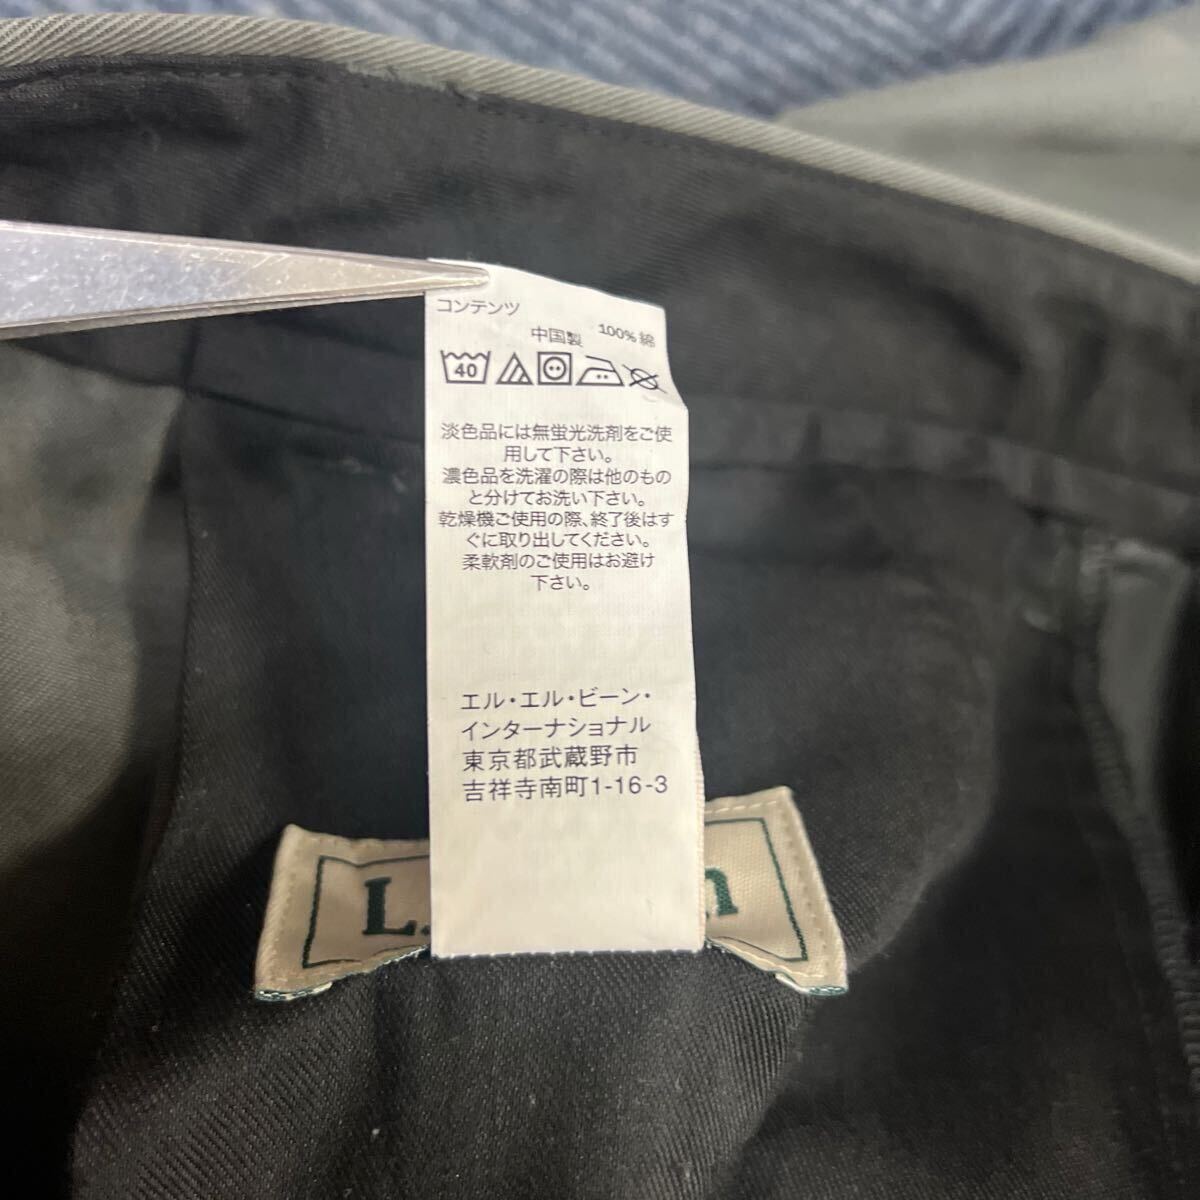 コンテンツ
中国製 100% 綿
40
淡色品には無蛍光洗剤をご使
用して下さい。
濃色品を洗濯の際は他のもの
と分けてお洗い下さい。
乾燥機ご使用の際、終了後はす
ぐに取り出してください。
柔軟剤のご使用はお避け
下さい。
エル・エル・ビーン・
インターナショナル
東京都武蔵野市
吉祥寺南町1-16-3